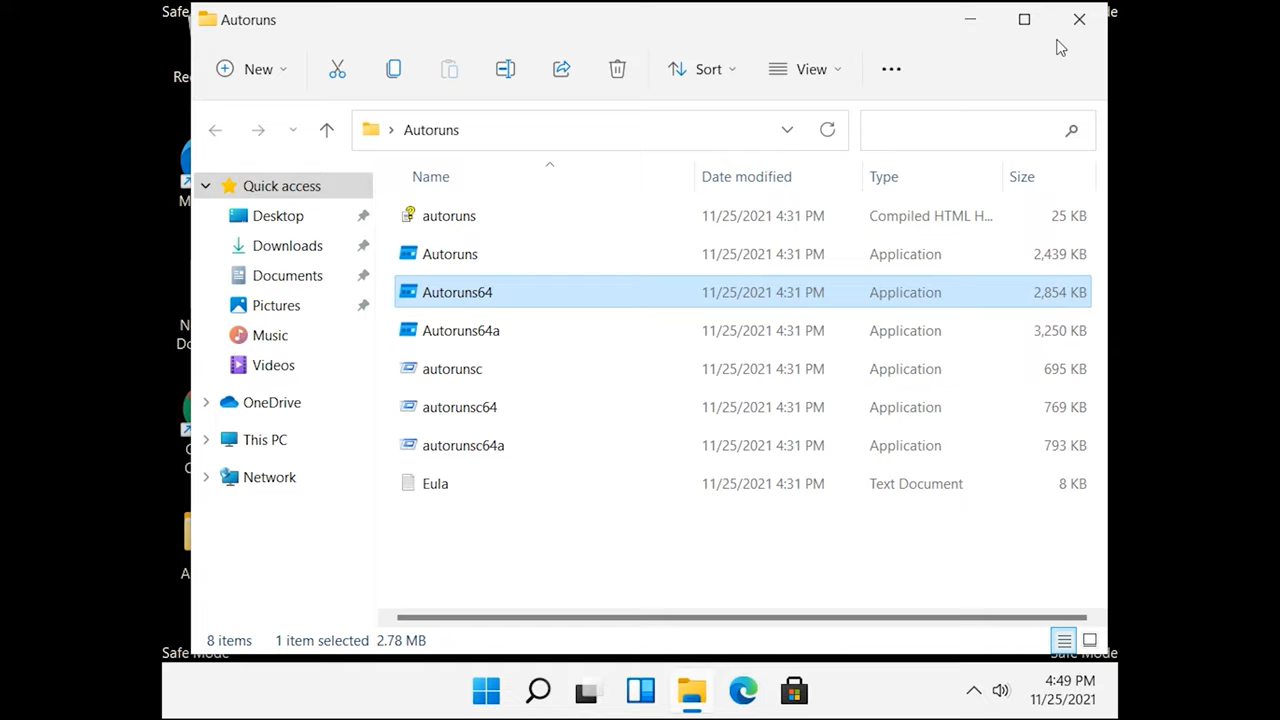 Safe
Autoruns
New
Sort
View
Autoruns
Name Date modified Type Size
Quick access
Desktop
Downloads
Documents
Pictures
Music
Videos
OneDrive
This PC
Network
autoruns 11/25/2021 4:31 PM Compiled HTML H... 25 KB
Autoruns 11/25/2021 4:31 PM Application 2,439 KB
Autoruns64 11/25/2021 4:31 PM Application 2,854 KB
Autoruns64a 11/25/2021 4:31 PM Application 3,250 KB
autorunsc 11/25/2021 4:31 PM Application 695 KB
autorunsc64 11/25/2021 4:31 PM Application 769 KB
autorunsc64a 11/25/2021 4:31 PM Application 793 KB
Eula 11/25/2021 4:31 PM Text Document 8 KB
8 items 1 item selected 2.78 MB
Safe Mode
Safe Mode
4:49 PM
11/25/2021